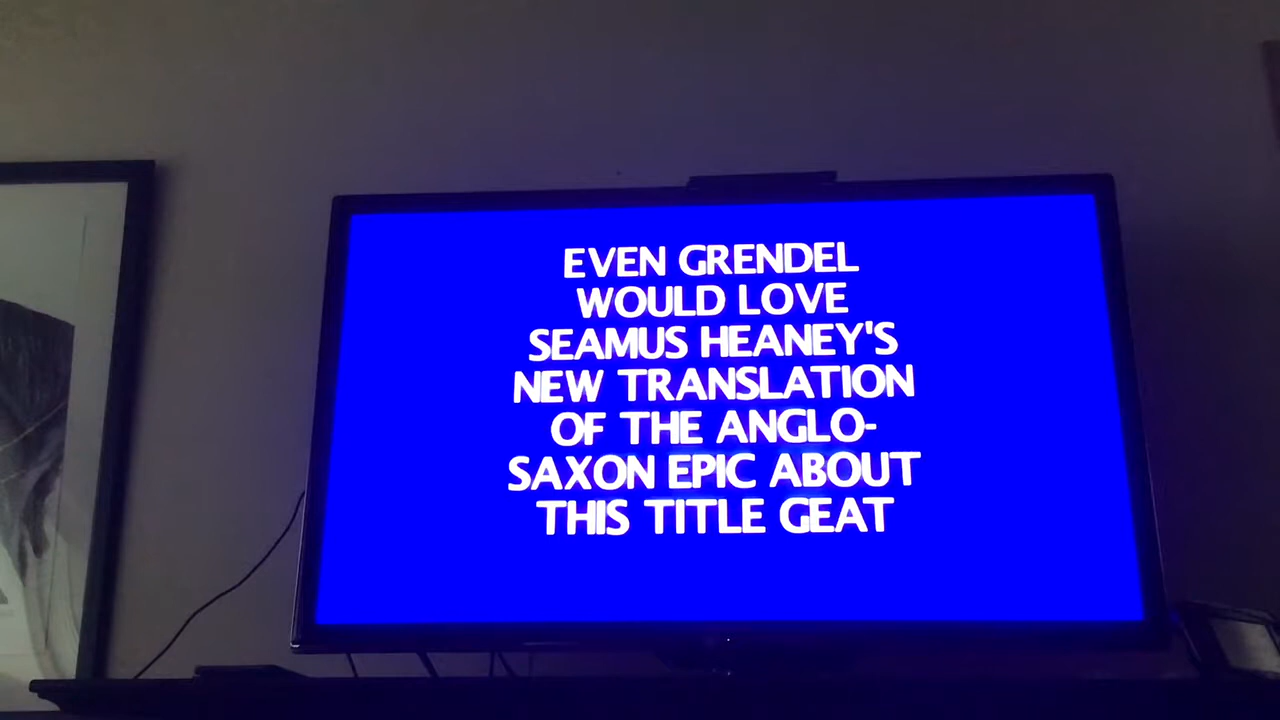 EVEN GRENDEL
WOULD LOVE
SEAMUS HEANEY'S
NEW TRANSLATION
OF THE ANGLO-
SAXON EPIC ABOUT
THIS TITLE GEAT